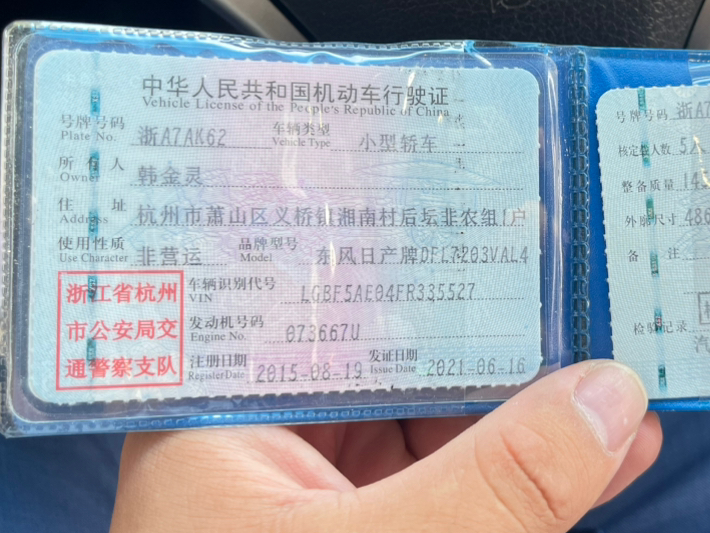 中华人民共和国机动车行驶证
Vehicle License of the People's Republic of China
号牌号码 浙A7AK62 车辆类型 小型轿车
Plate No. Vehicle Type
所有人 韩金灵
Owner
住址 杭州市萧山区义桥镇湘南村后坛非农组1户
Address
使用性质 非营运 品牌型号 东风日产牌DFL7203VAL4
Use Character Model
浙江省杭州
市公安局交
通警察支队
车辆识别代号 LGBF5AE04FR335527
VIN
发动机号码 073667U
Engine No.
注册日期 2015-08-19 发证日期 2021-06-16
Register Date Issue Date
号牌号码 浙A7
核定载人数 5人
整备质量
外廓尺寸 486
备注
检验记录